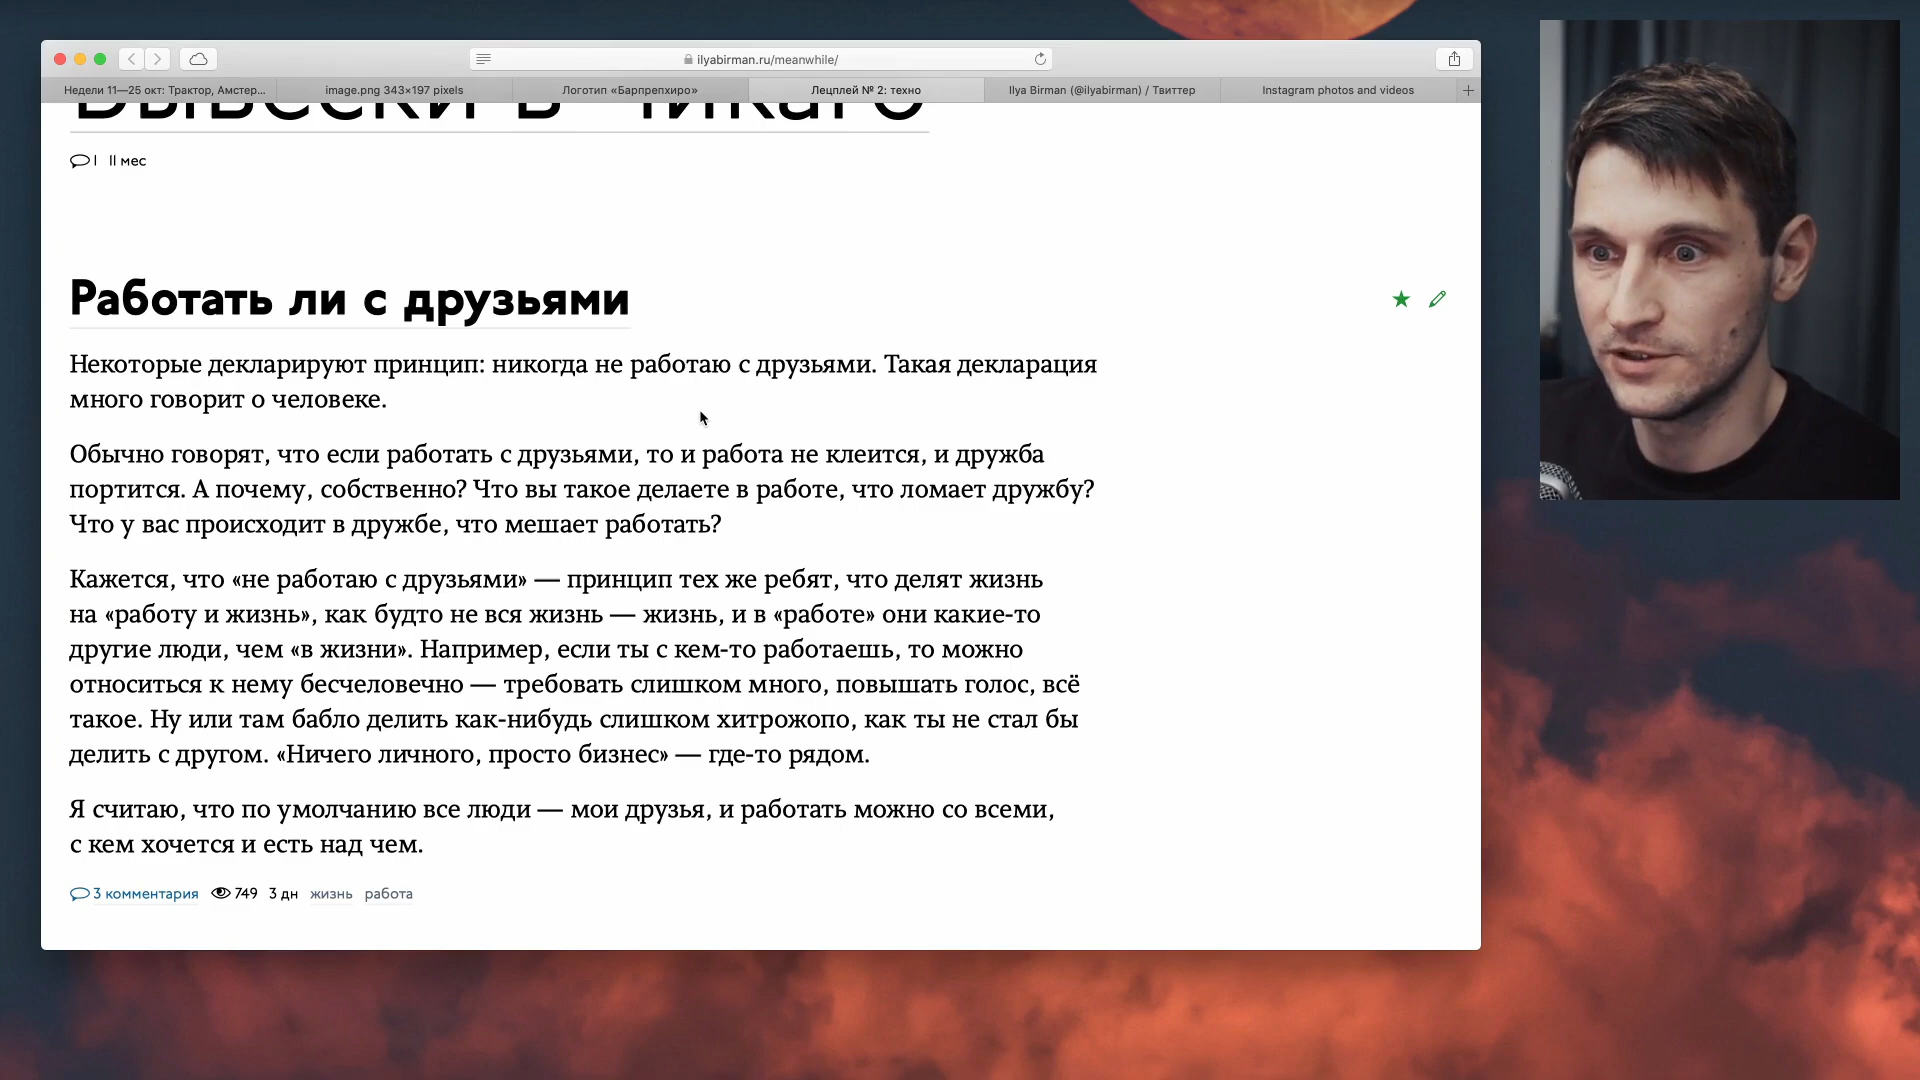 ilyabirman.ru/meanwhile/
Недели 11—25 окт: Трактор, Амстер...
image.png 343×197 pixels
Логотип «Барпрепхиро»
Лецплей № 2: техно
Ilya Birman (@ilyabirman) / Твиттер
Instagram photos and videos
Вывески в Чикаго
1 11 мес
Работать ли с друзьями
Некоторые декларируют принцип: никогда не работаю с друзьями. Такая декларация
много говорит о человеке.
Обычно говорят, что если работать с друзьями, то и работа не клеится, и дружба
портится. А почему, собственно? Что вы такое делаете в работе, что ломает дружбу?
Что у вас происходит в дружбе, что мешает работать?
Кажется, что «не работаю с друзьями» — принцип тех же ребят, что делят жизнь
на «работу и жизнь», как будто не вся жизнь — жизнь, и в «работе» они какие-то
другие люди, чем «в жизни». Например, если ты с кем-то работаешь, то можно
относиться к нему бесчеловечно — требовать слишком много, повышать голос, всё
такое. Ну или там бабло делить как-нибудь слишком хитрожопо, как ты не стал бы
делить с другом. «Ничего личного, просто бизнес» — где-то рядом.
Я считаю, что по умолчанию все люди — мои друзья, и работать можно со всеми,
с кем хочется и есть над чем.
3 комментария 749 3 дн жизнь работа